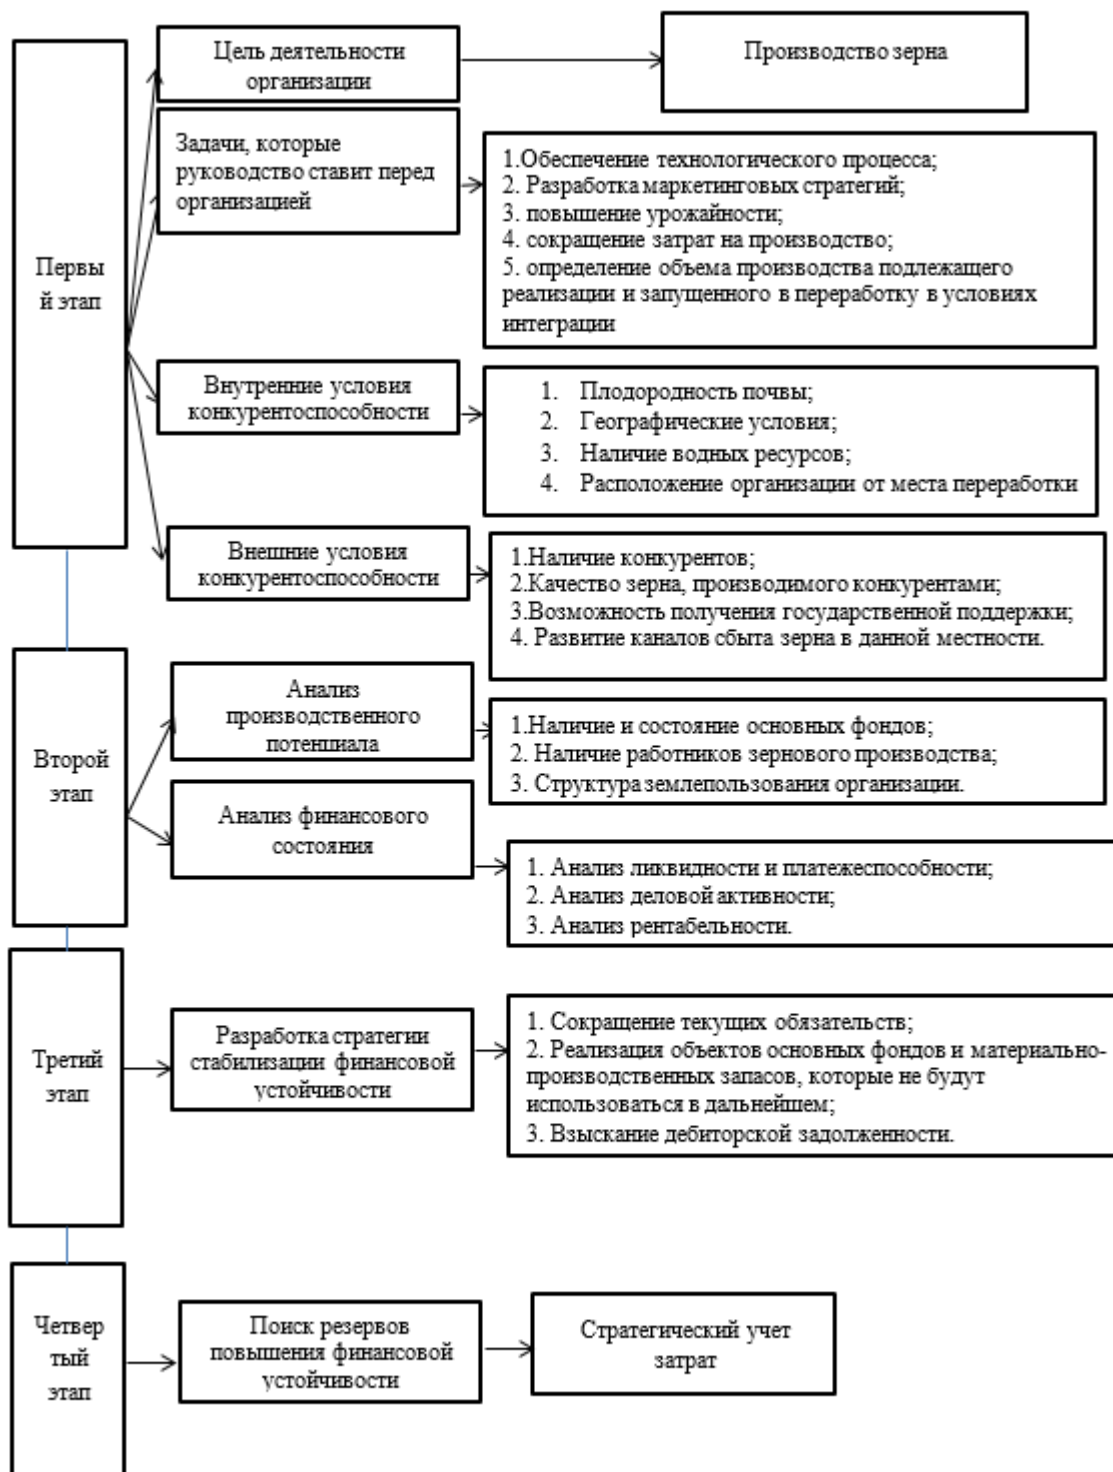 Первы
й этап
Цель деятельности
организации
Производство зерна
Задачи, которые
руководство ставит перед
организацией
1.Обеспечение технологического процесса;
2. Разработка маркетинговых стратегий;
3. повышение урожайности;
4. сокращение затрат на производство;
5. определение объема производства подлежащего
реализации и запущенного в переработку в условиях
интеграции
Внутренние условия
конкурентоспособности
1. Плодородность почвы;
2. Географические условия;
3. Наличие водных ресурсов;
4. Расположение организации от места переработки
Внешние условия
конкурентоспособности
1.Наличие конкурентов;
2.Качество зерна, производимого конкурентами;
3.Возможность получения государственной поддержки;
4. Развитие каналов сбыта зерна в данной местности.
Второй
этап
Анализ
производственного
потенциала
1.Наличие и состояние основных фондов;
2. Наличие работников зернового производства;
3. Структура землепользования организации.
Анализ финансового
состояния
1. Анализ ликвидности и платежеспособности;
2. Анализ деловой активности;
3. Анализ рентабельности.
Третий
этап
Разработка стратегии
стабилизации финансовой
устойчивости
1. Сокращение текущих обязательств;
2. Реализация объектов основных фондов и материально-
производственных запасов, которые не будут
использоваться в дальнейшем;
3. Взыскание дебиторской задолженности.
Четвер
тый
этап
Поиск резервов
повышения финансовой
устойчивости
Стратегический учет
затрат